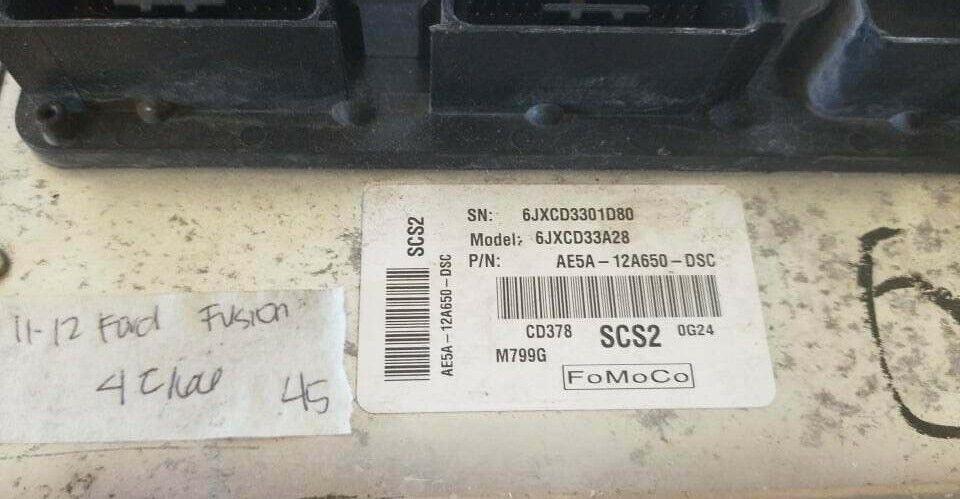 SN: 6JXCD3301D80
Model: 6JXCD33A28
P/N: AE5A-12A650-DSC
CD378 SCS2 0G24
M799G
FoMoCo
SCS2
AE5A-12A650-DSC
11-12 Ford Fusion
45